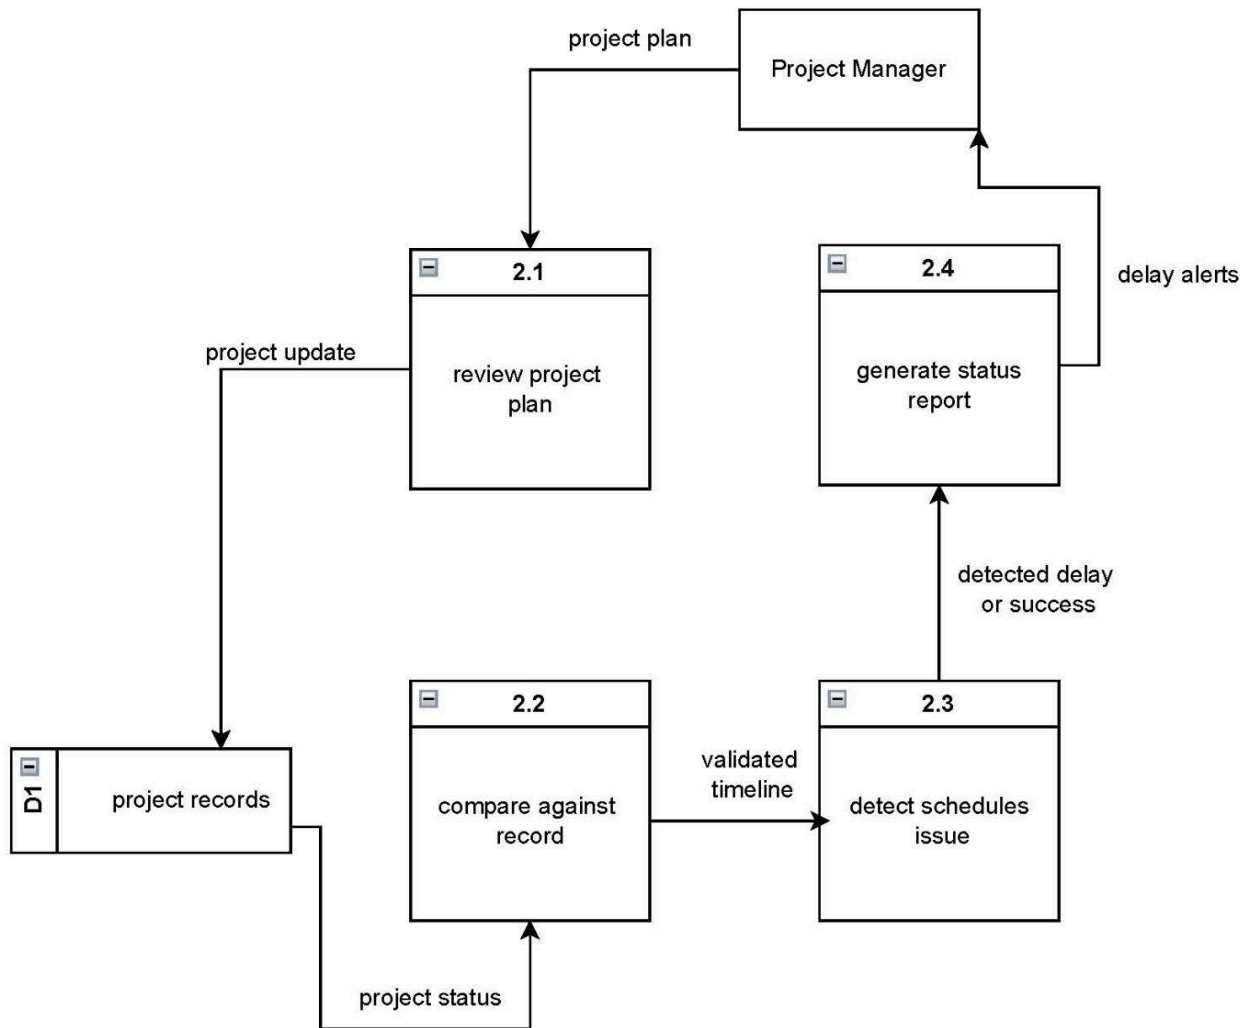 project plan
Project Manager
2.1
2.4
delay alerts
project update
review project
plan
generate status
report
detected delay
or success
2.2
2.3
validated
timeline
D1
project records
compare against
record
detect schedules
issue
project status